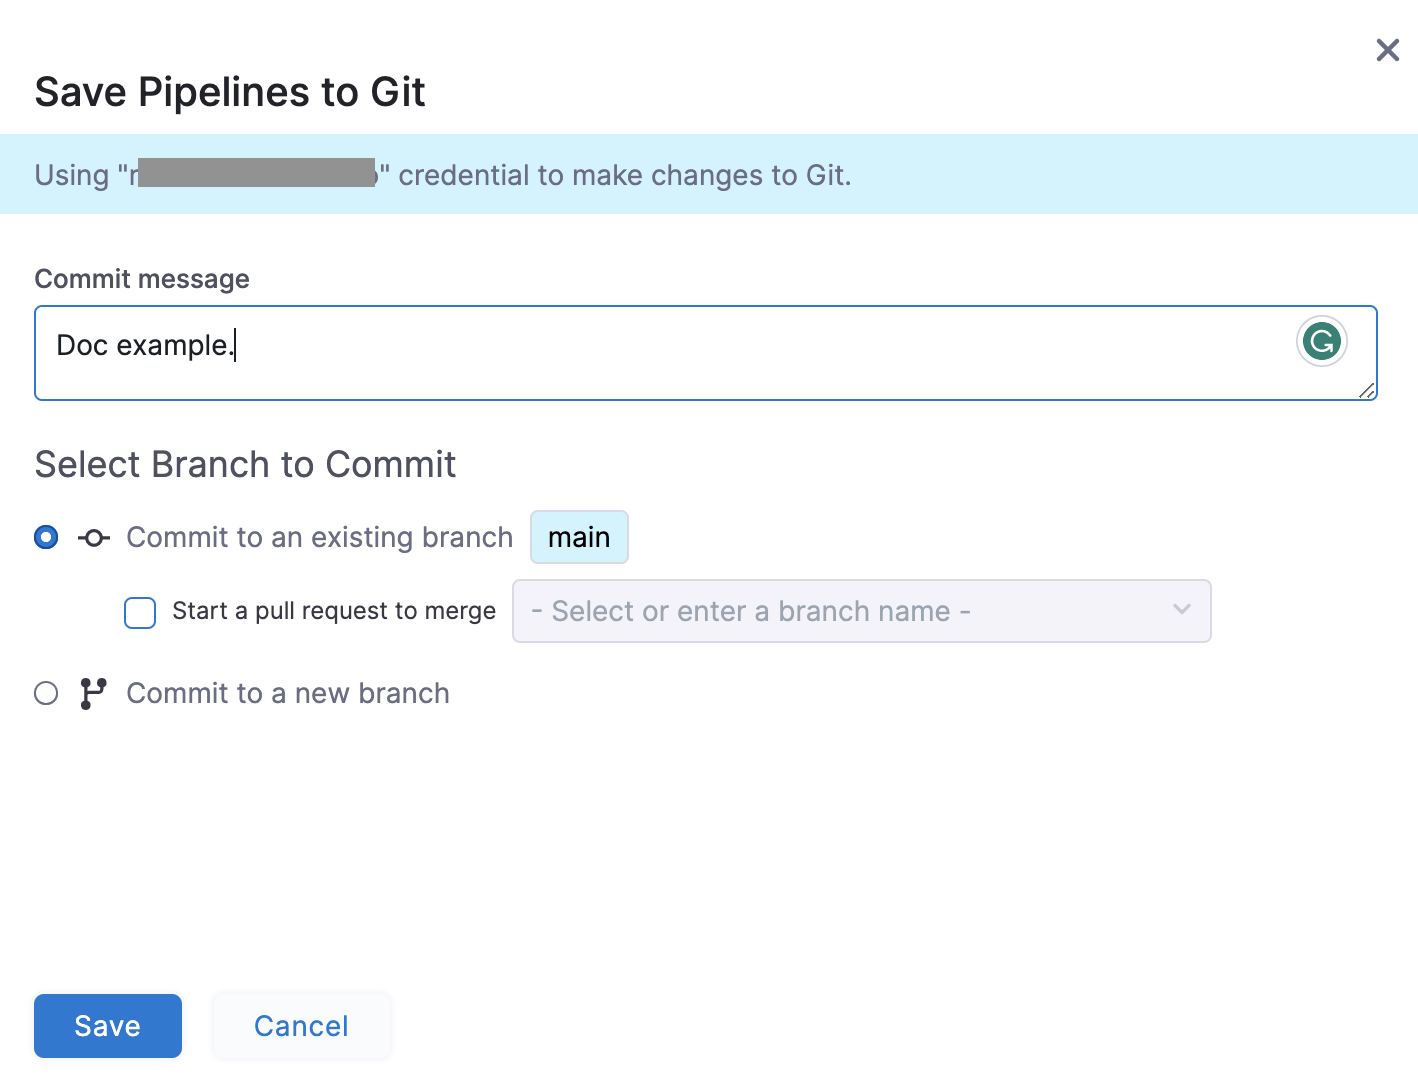 Save Pipelines to Git
Using " " credential to make changes to Git.
Commit message
Doc example.
Select Branch to Commit
Commit to an existing branch main
Start a pull request to merge - Select or enter a branch name -
Commit to a new branch
Save Cancel